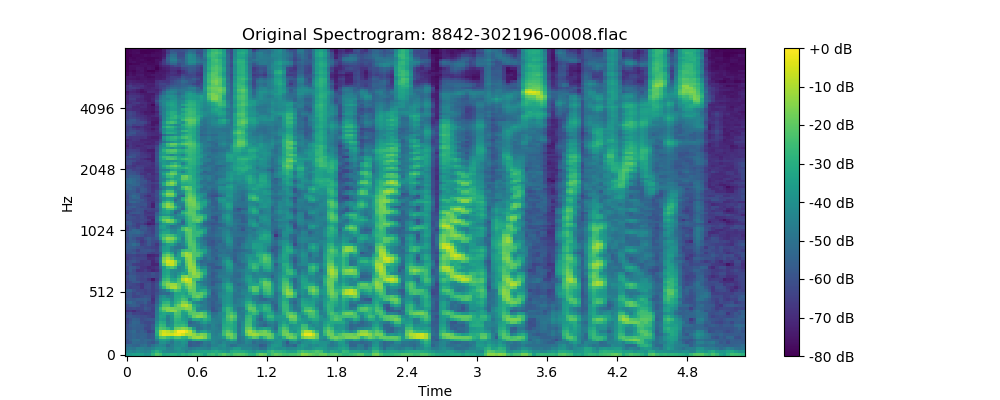 Original Spectrogram: 8842-302196-0008.flac
Hz
4096
2048
1024
512
0
0 0.6 1.2 1.8 2.4 3 3.6 4.2 4.8
Time
+0 dB
-10 dB
-20 dB
-30 dB
-40 dB
-50 dB
-60 dB
-70 dB
-80 dB